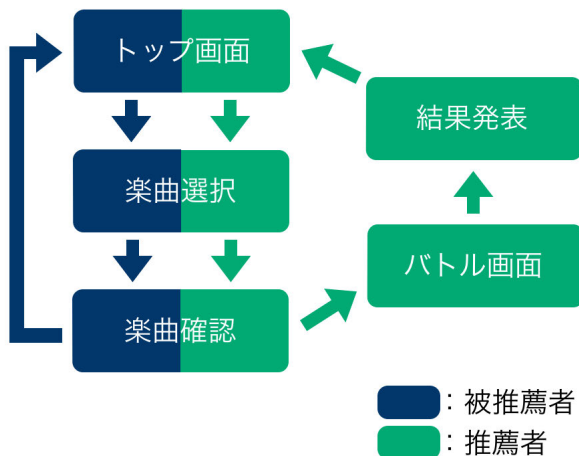 トップ画面
楽曲選択
楽曲確認
結果発表
バトル画面
：被推薦者
：推薦者